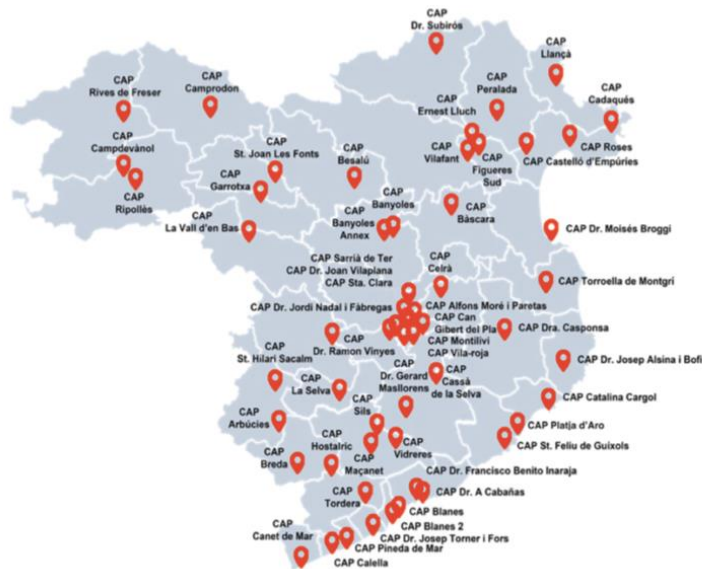 CAP
Dr. Subirós
CAP
Llançà
CAP
Rives de Freser
CAP
Camprodon
CAP
Peralada
CAP
Cadaqués
CAP
Ernest Lluch
CAP
Campdevànol
CAP
St. Joan Les Fonts
CAP
Besalú
CAP
Vilafant
CAP
Figueres
Sud
CAP Roses
CAP Castelló d'Empúries
CAP
Garrotxa
CAP
Ripollès
CAP
Banyoles
CAP
Bàscara
CAP
La Vall d'en Bas
CAP
Banyoles
Annex
CAP Dr. Moisés Broggi
CAP Sarrià de Ter
CAP Dr. Joan Vilaplana
CAP Sta. Clara
CAP
Celrà
CAP Torroella de Montgrí
CAP Dr. Jordi Nadal i Fàbregas
CAP Alfons Moré i Paretas
CAP Can
Gibert del Pla
CAP Dra. Casponsa
CAP
Dr. Ramon Vinyes
CAP Montilivi
CAP Vila-roja
CAP
St. Hilari Sacalm
CAP Dr. Josep Alsina i Bofi
CAP
Dr. Gerard
Masllorens
CAP
Cassà
de la Selva
CAP
La Selva
CAP Catalina Cargol
CAP
Sils
CAP
Arbúcies
CAP Platja d'Aro
CAP
Hostalric
CAP St. Feliu de Guíxols
CAP
Vidreres
CAP
Breda
CAP
Maçanet
CAP Dr. Francisco Benito Inaraja
CAP
Tordera
CAP Dr. A Cabañas
CAP Blanes
CAP Blanes 2
CAP
Canet de Mar
CAP Dr. Josep Torner i Fors
CAP Pineda de Mar
CAP Calella